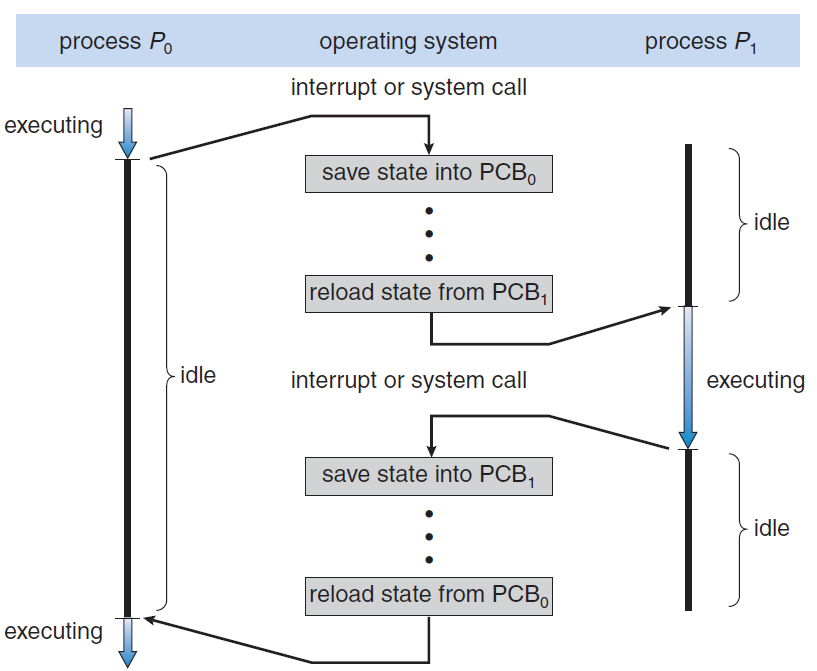 process P0
operating system
process P1
interrupt or system call
executing
save state into PCB0
idle
reload state from PCB1
idle
interrupt or system call
executing
save state into PCB1
idle
reload state from PCB0
executing